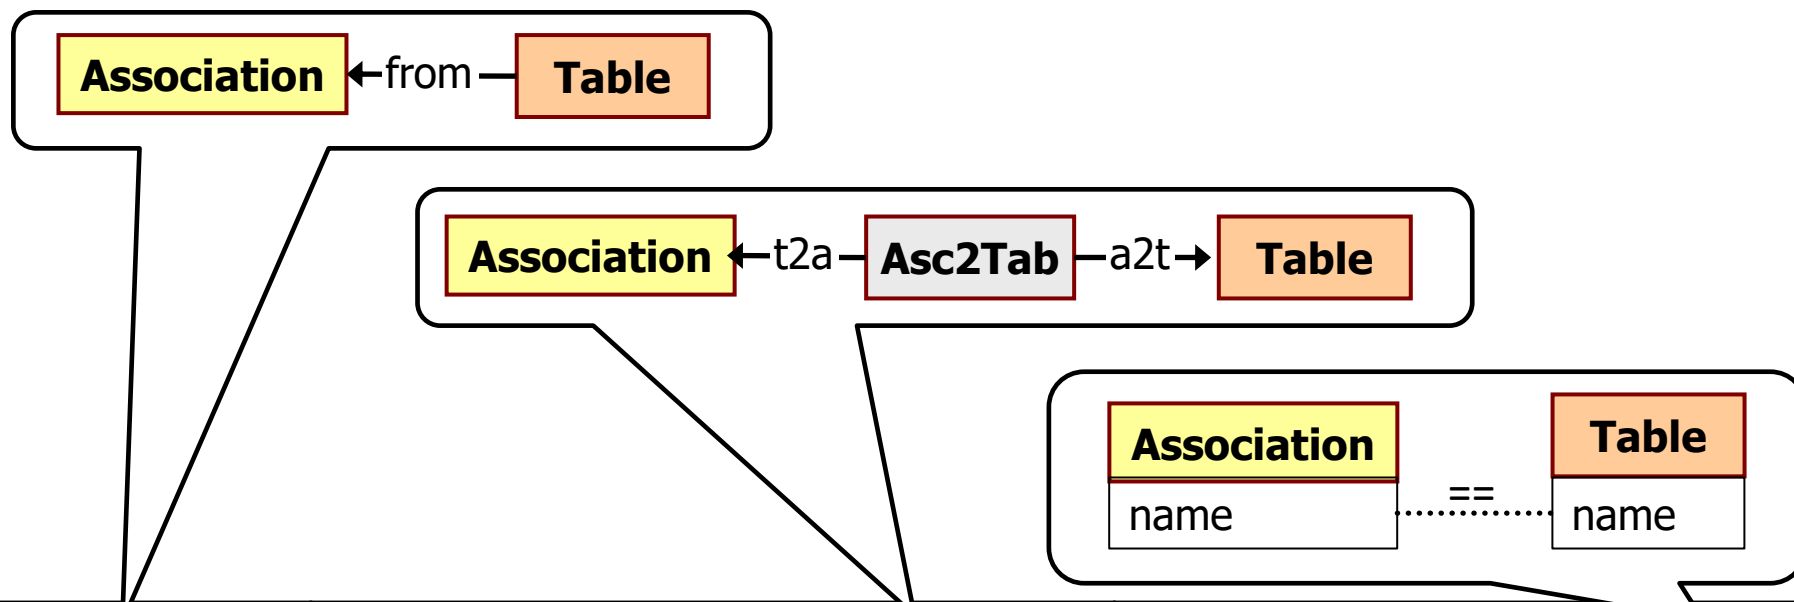 Association from Table
Association t2a Asc2Tab a2t Table
Association Table
name == name